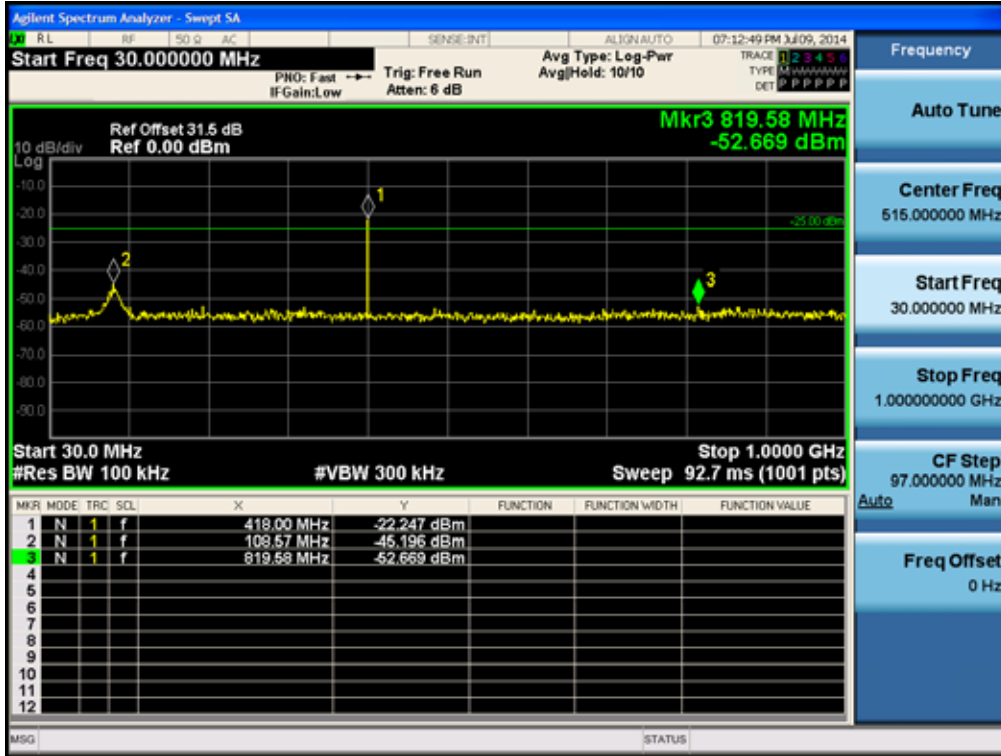 Agilent Spectrum Analyzer - Swept SA
RL RF 50 Ω AC SENSE:INT ALIGN AUTO 07:12:49 PM Jul 09, 2014
Start Freq 30.000000 MHz
Avg Type: Log-Pwr
TRACE 1 2 3 4 5 6
PNO: Fast Trig: Free Run Avg|Hold: 10/10
TYPE M
IFGain:Low Atten: 6 dB
DET P P P P P P
Frequency
Auto Tune
Mkr3 819.58 MHz
-52.669 dBm
Ref Offset 31.5 dB
10 dB/div Ref 0.00 dBm
Log
-10.0
-20.0
-30.0
-40.0
-50.0
-60.0
-70.0
-80.0
-90.0
1
-25.00 dBm
2
3
Center Freq
515.000000 MHz
Start Freq
30.000000 MHz
Stop Freq
1.000000000 GHz
CF Step
97.000000 MHz
Auto Man
Freq Offset
0 Hz
Start 30.0 MHz Stop 1.0000 GHz
#Res BW 100 kHz #VBW 300 kHz Sweep 92.7 ms (1001 pts)
MKR MODE TRC SCL X Y FUNCTION FUNCTION WIDTH FUNCTION VALUE
1 N 1 f 418.00 MHz -22.247 dBm
2 N 1 f 108.57 MHz -45.196 dBm
3 N 1 f 819.58 MHz -52.669 dBm
4
5
6
7
8
9
10
11
12
MSG STATUS